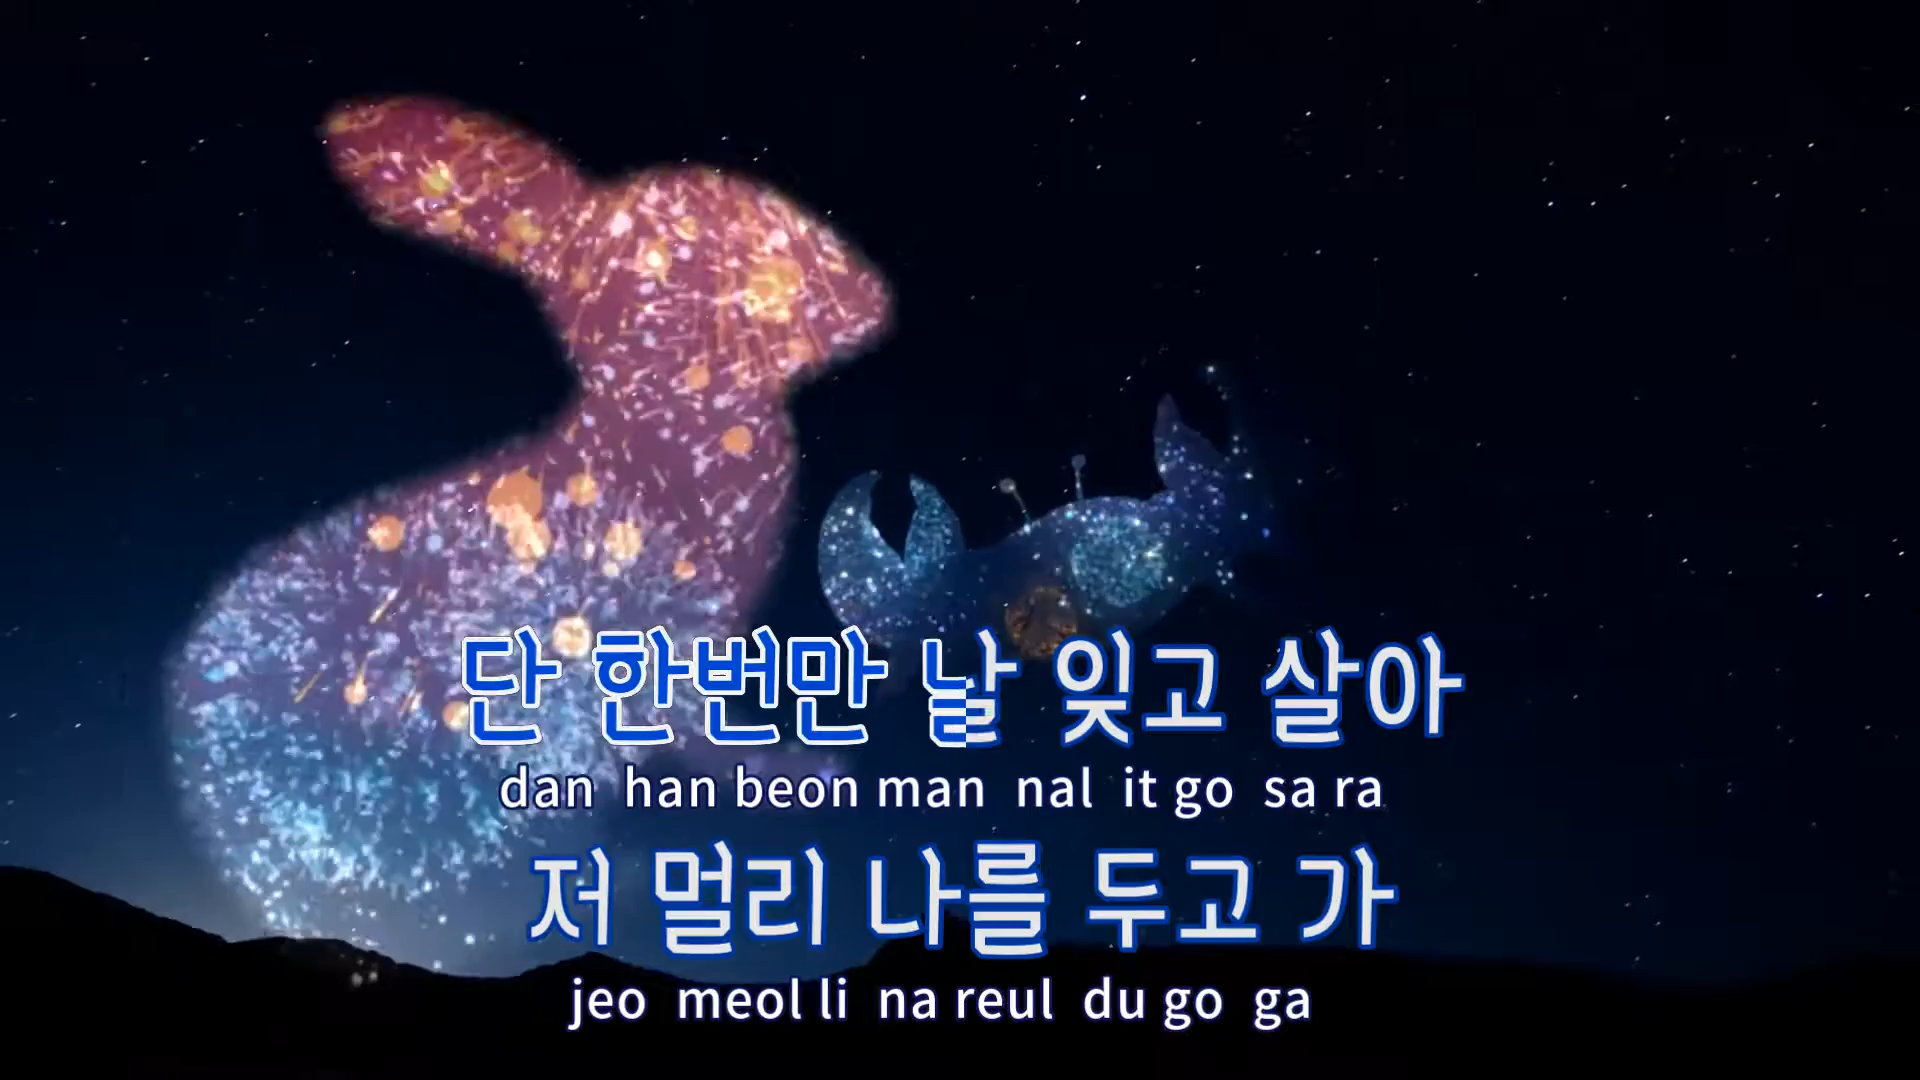 단 한번만 날 잊고 살아
dan han beon man nal it go sa ra
저 멀리 나를 두고 가
jeo meol li na reul du go ga